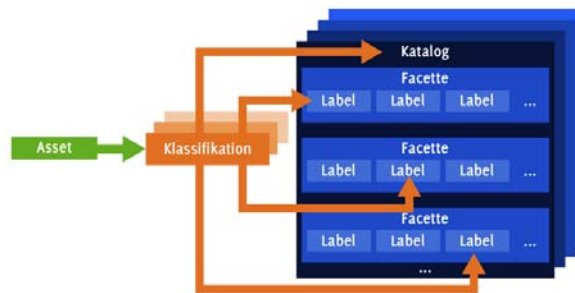 Katalog
Facette
Label Label Label ...
Asset
Klassifikation
Facette
Label Label Label ...
Facette
Label Label Label ...
...